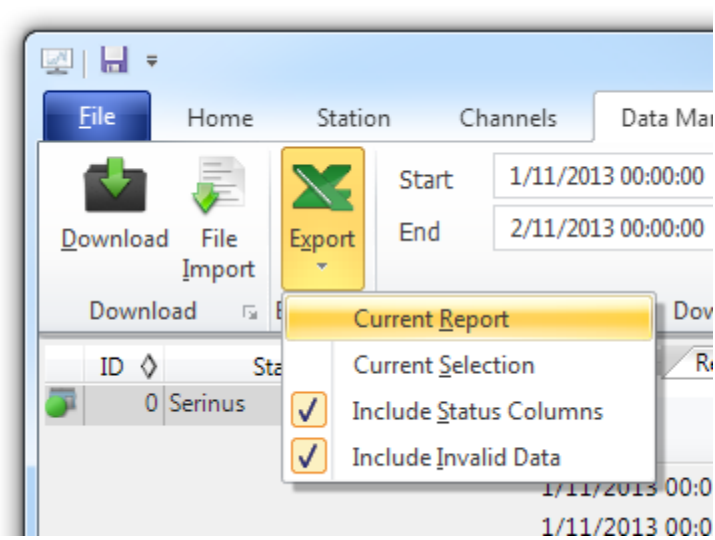 File Home Station Channels Data Mar
Start 1/11/2013 00:00:00
Download File Import Export End 2/11/2013 00:00:00
Download E Dow
Current Report
ID Sta Current Selection Re
0 Serinus Include Status Columns
Include Invalid Data
1/11/2013 00:0
1/11/2013 00:0